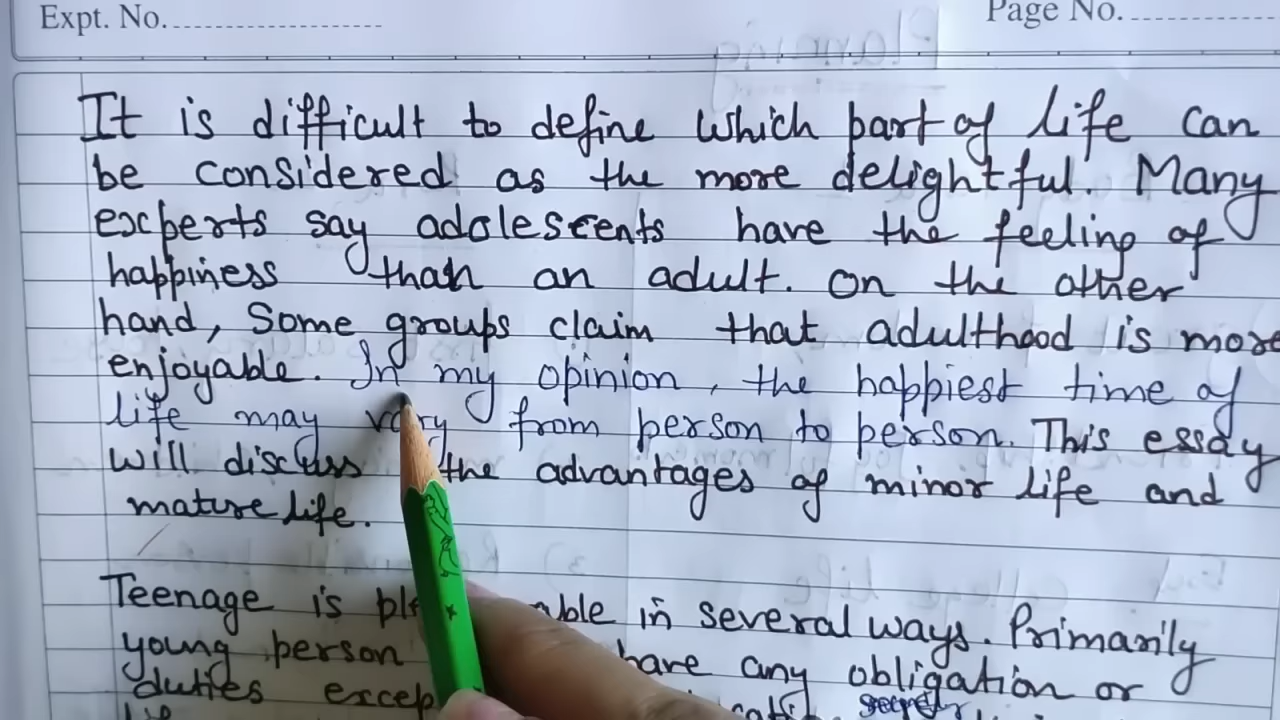 Expt. No.
Page No.
It is difficult to define which part of life can
be considered as the more delightful. Many
experts say adolescents have the feeling of
happiness than an adult. On the other
hand, Some groups claim that adulthood is more
enjoyable. In my opinion, the happiest time of
life may vary from person to person. This essay
will discuss the advantages of minor life and
mature life.
Teenage is in several ways. Primarily
young person have any obligation or
duties